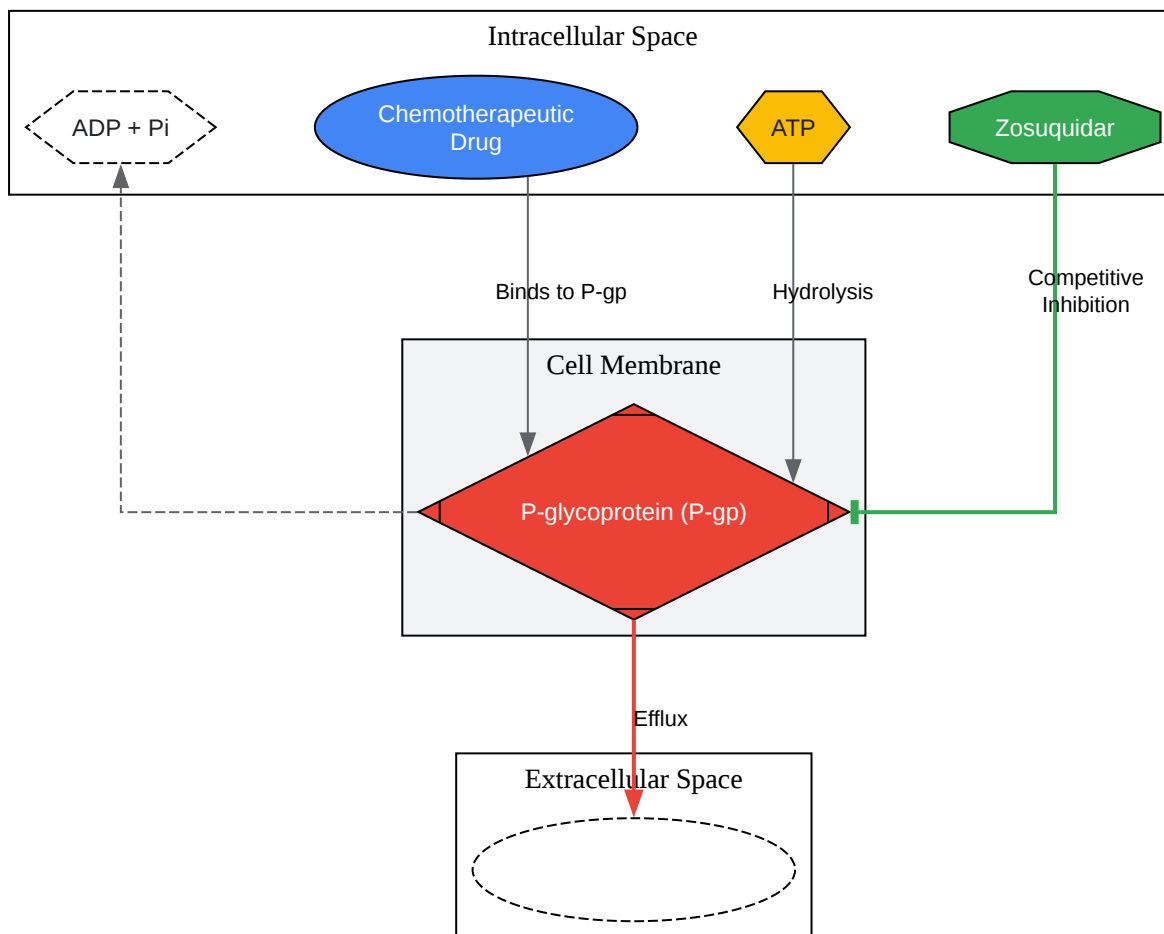 Intracellular Space
ADP + Pi
Chemotherapeutic
Drug
ATP
Zosuquidar
Binds to P-gp
Hydrolysis
Competitive
Inhibition
Cell Membrane
P-glycoprotein (P-gp)
Efflux
Extracellular Space